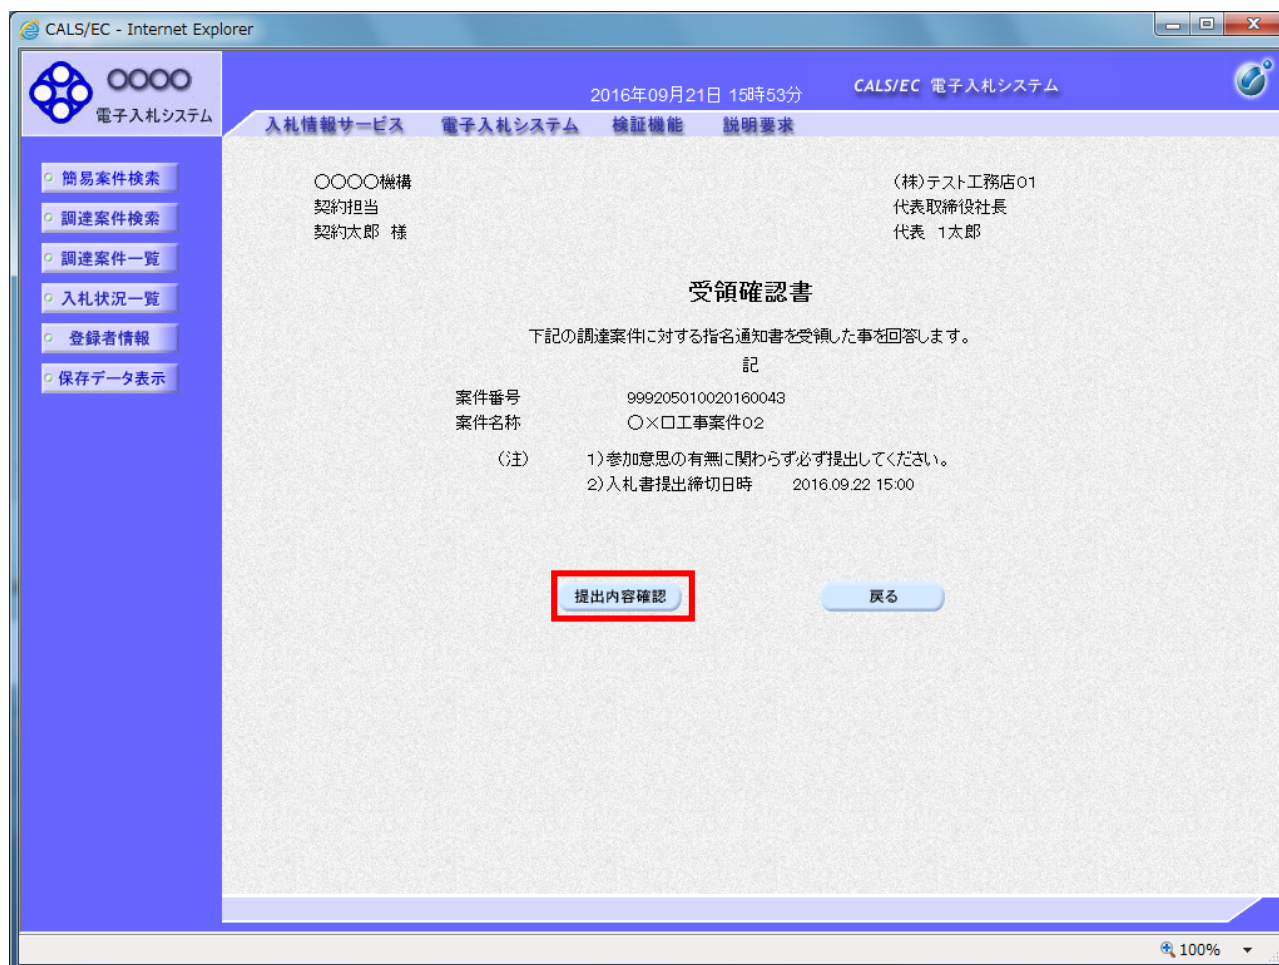 CALS/EC - Internet Explorer
〇〇〇〇
電子入札システム
2016年09月21日 15時53分
CALS/EC 電子入札システム
入札情報サービス 電子入札システム 検証機能 説明要求
簡易案件検索
調達案件検索
調達案件一覧
入札状況一覧
登録者情報
保存データ表示
〇〇〇〇機構
契約担当
契約太郎 様
(株)テスト工務店01
代表取締役社長
代表 1太郎
受領確認書
下記の調達案件に対する指名通知書を受領した事を回答します。
記
案件番号 999205010020160043
案件名称 〇×口工事案件02
(注) 1)参加意思の有無に関わらず必ず提出してください。
2)入札書提出締切日時 2016.09.22 15:00
提出内容確認
戻る
100%